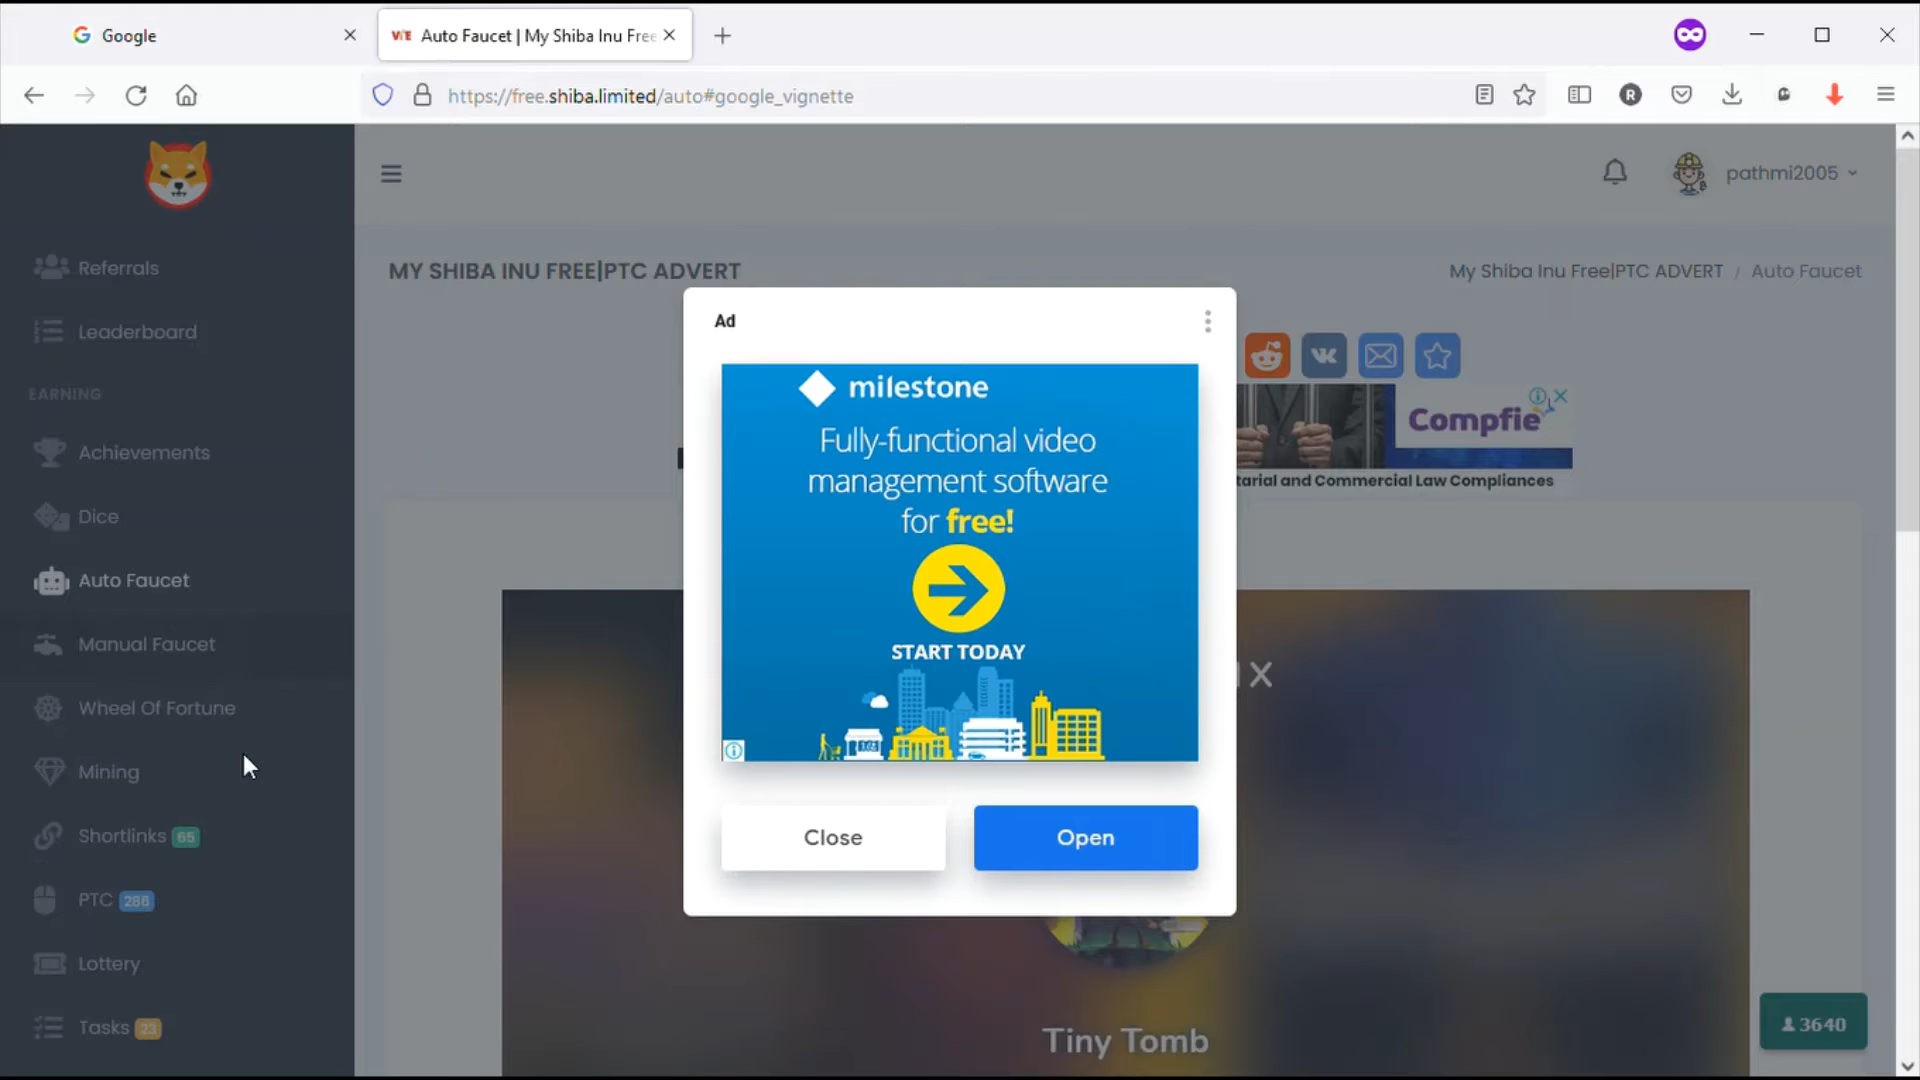 Google
Auto Faucet | My Shiba Inu Free
https://free.shiba.limited/auto#google_vignette
pathmi2005
Referrals
Leaderboard
EARNING
Achievements
Dice
Auto Faucet
Manual Faucet
Wheel Of Fortune
Mining
Shortlinks 65
PTC 286
Lottery
Tasks 23
MY SHIBA INU FREE|PTC ADVERT
My Shiba Inu Free|PTC ADVERT / Auto Faucet
Compfie
tarial and Commercial Law Compliances
Ad
milestone
Fully-functional video
management software
for free!
START TODAY
Close
Open
Tiny Tomb
3640